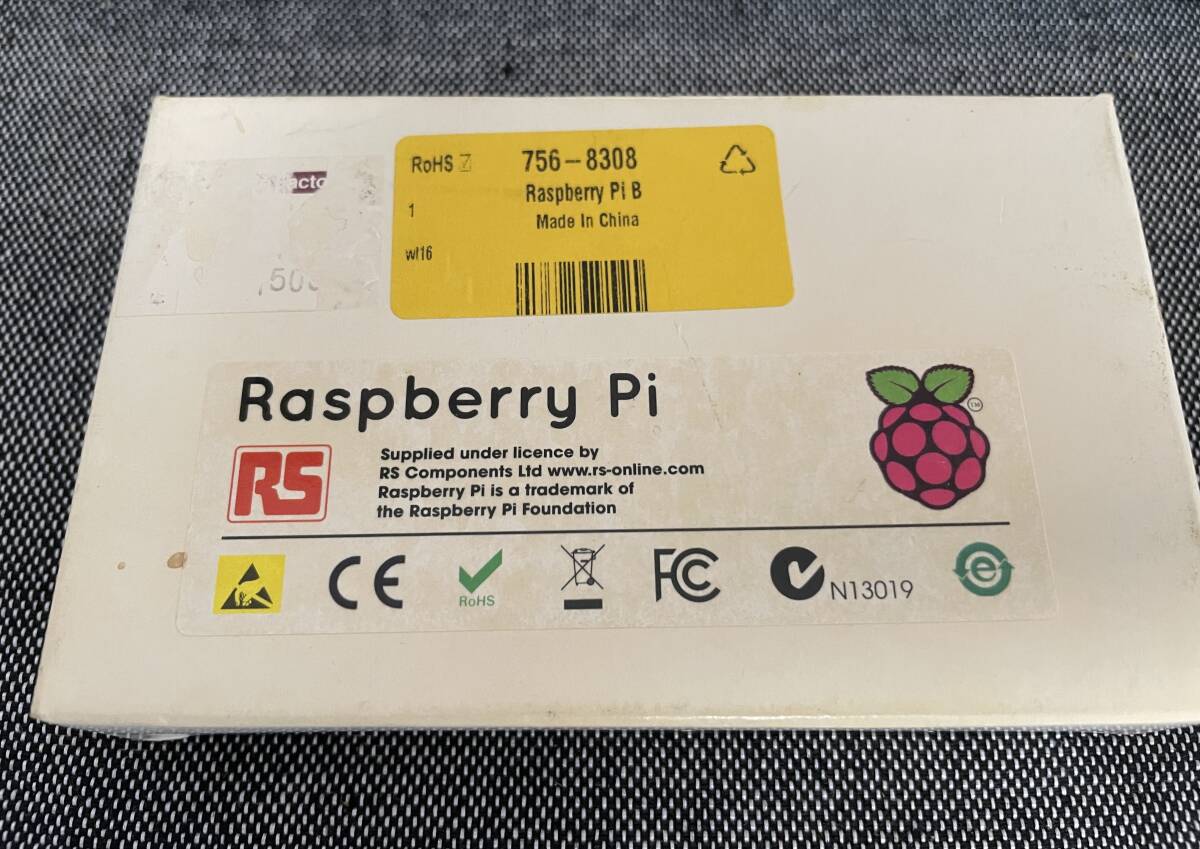 RoHS
756-8308
Raspberry Pi B
Made In China
1
wl16
Raspberry Pi
TM
RS
Supplied under licence by
RS Components Ltd www.rs-online.com
Raspberry Pi is a trademark of
the Raspberry Pi Foundation
CE
RoHS
FC
N13019
e